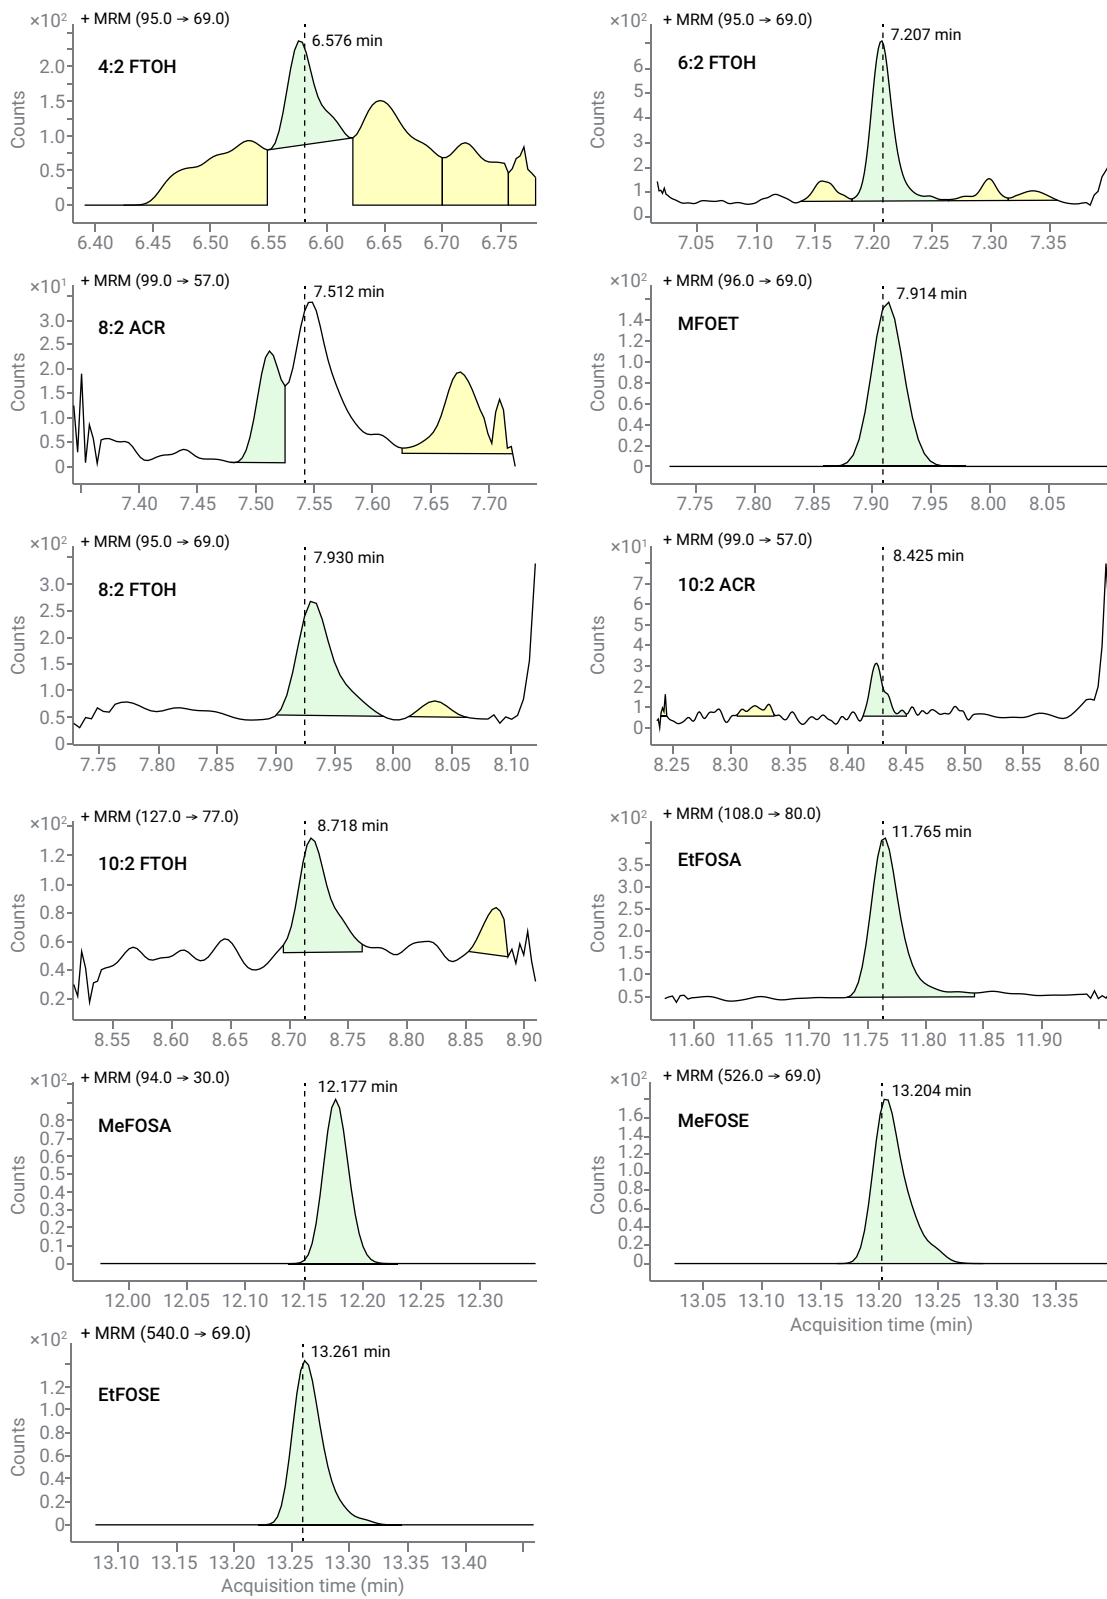 ×10² + MRM (95.0 → 69.0)
4:2 FTOH
6.576 min
2.0
1.5
1.0
0.5
0
Counts
6.40 6.45 6.50 6.55 6.60 6.65 6.70 6.75
×10² + MRM (95.0 → 69.0)
6:2 FTOH
7.207 min
6
5
4
3
2
1
0
Counts
7.05 7.10 7.15 7.20 7.25 7.30 7.35
×10¹ + MRM (99.0 → 57.0)
8:2 ACR
7.512 min
3.0
2.5
2.0
1.5
1.0
0.5
0
Counts
7.40 7.45 7.50 7.55 7.60 7.65 7.70
×10² + MRM (96.0 → 69.0)
MFOET
7.914 min
1.4
1.2
1.0
0.8
0.6
0.4
0.2
0
Counts
7.75 7.80 7.85 7.90 7.95 8.00 8.05
×10² + MRM (95.0 → 69.0)
8:2 FTOH
7.930 min
3.0
2.5
2.0
1.5
1.0
0.5
0
Counts
7.75 7.80 7.85 7.90 7.95 8.00 8.05 8.10
×10¹ + MRM (99.0 → 57.0)
10:2 ACR
8.425 min
7
6
5
4
3
2
1
0
Counts
8.25 8.30 8.35 8.40 8.45 8.50 8.55 8.60
×10² + MRM (127.0 → 77.0)
10:2 FTOH
8.718 min
1.2
1.0
0.8
0.6
0.4
0.2
Counts
8.55 8.60 8.65 8.70 8.75 8.80 8.85 8.90
×10² + MRM (108.0 → 80.0)
EtFOSA
11.765 min
3.5
3.0
2.5
2.0
1.5
1.0
0.5
Counts
11.60 11.65 11.70 11.75 11.80 11.85 11.90
×10² + MRM (94.0 → 30.0)
MeFOSA
12.177 min
0.8
0.7
0.6
0.5
0.4
0.3
0.2
0.1
0
Counts
12.00 12.05 12.10 12.15 12.20 12.25 12.30
×10² + MRM (526.0 → 69.0)
MeFOSE
13.204 min
1.6
1.4
1.2
1.0
0.8
0.6
0.4
0.2
0
Counts
13.05 13.10 13.15 13.20 13.25 13.30 13.35
Acquisition time (min)
×10² + MRM (540.0 → 69.0)
EtFOSE
13.261 min
1.2
1.0
0.8
0.6
0.4
0.2
0
Counts
13.10 13.15 13.20 13.25 13.30 13.35 13.40
Acquisition time (min)